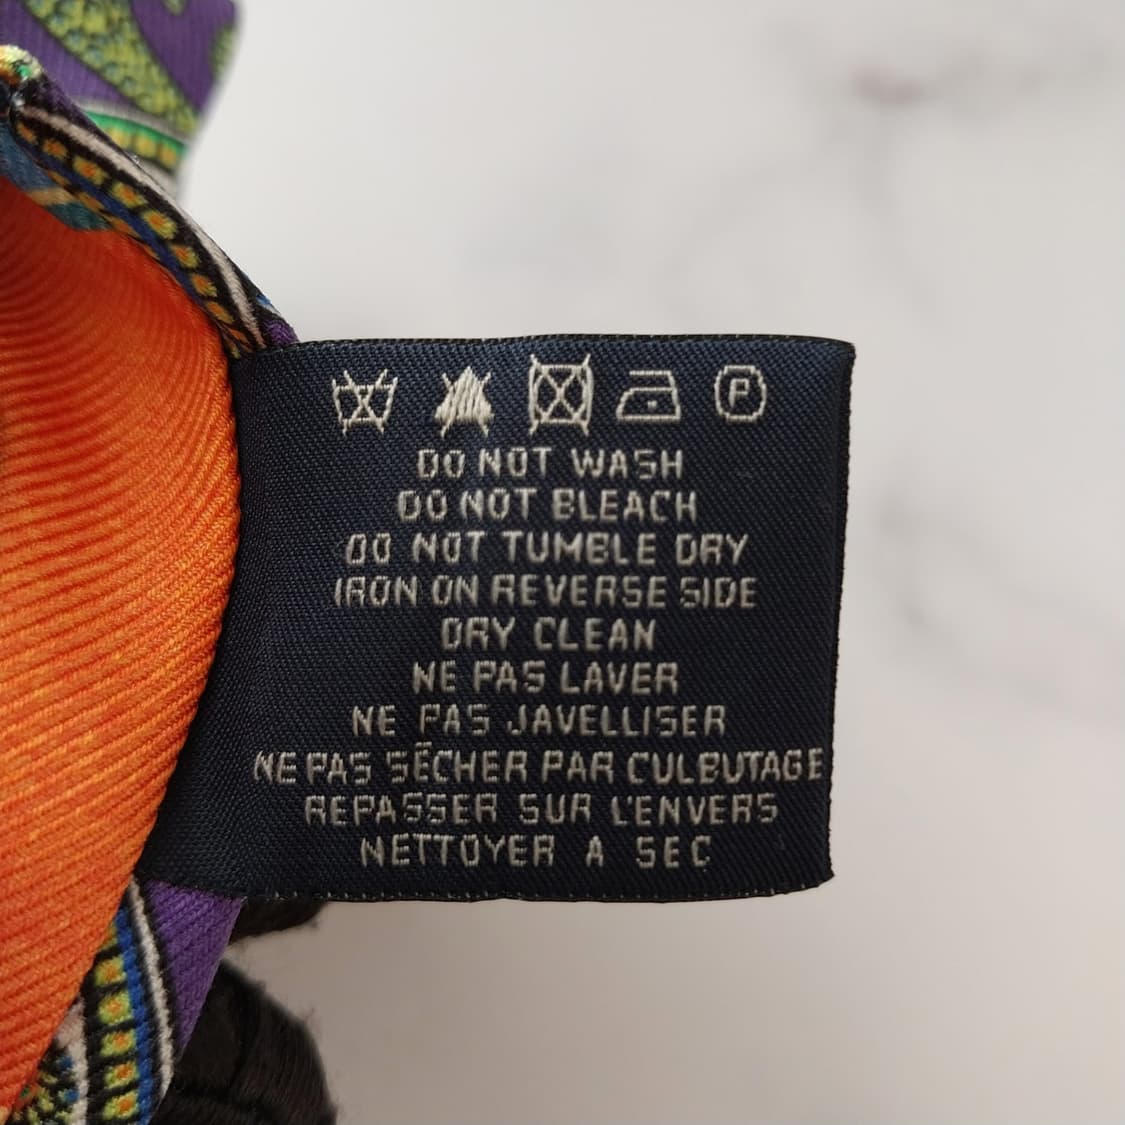 P
DO NOT WASH
DO NOT BLEACH
DO NOT TUMBLE DRY
IRON ON REVERSE SIDE
DRY CLEAN
NE PAS LAVER
NE PAS JAVELLISER
NE PAS SÊCHER PAR CULBUTAGE
REPASSER SUR L'ENVERS
NETTOYER A SEC